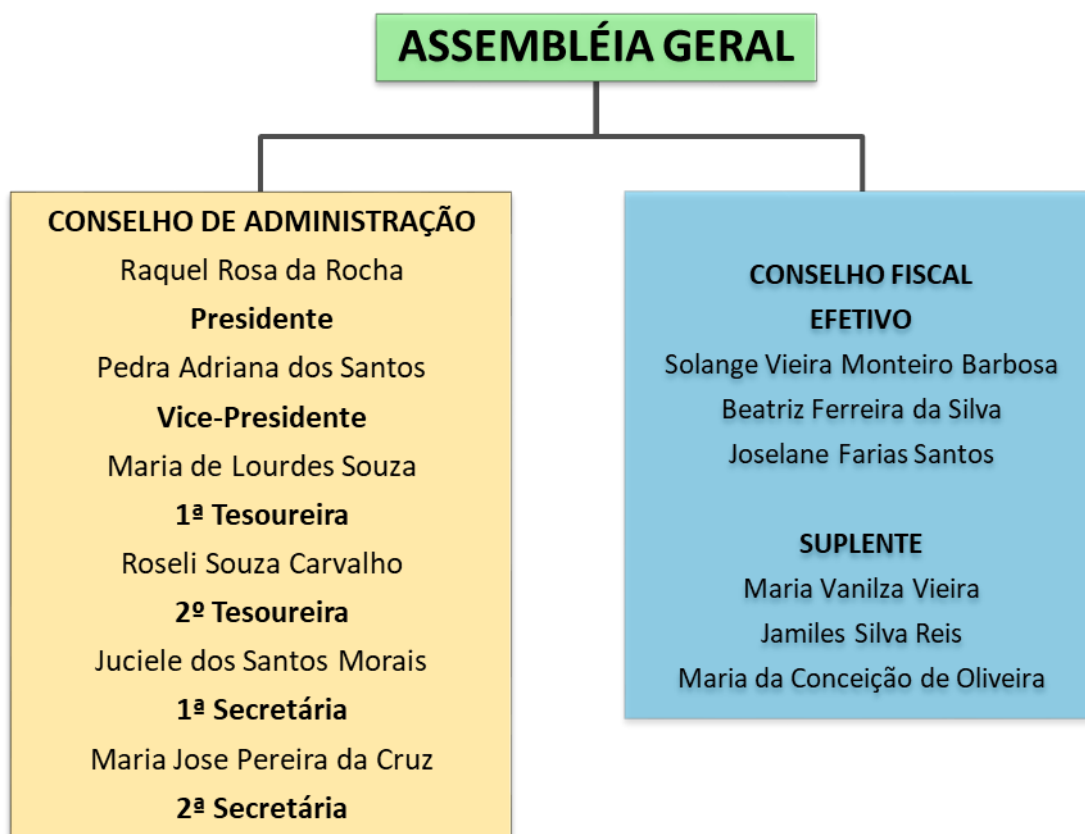 ASSEMBLÉIA GERAL
CONSELHO DE ADMINISTRAÇÃO
Raquel Rosa da Rocha
Presidente
Pedra Adriana dos Santos
Vice-Presidente
Maria de Lourdes Souza
1ª Tesoureira
Roseli Souza Carvalho
2º Tesoureira
Juciele dos Santos Morais
1ª Secretária
Maria Jose Pereira da Cruz
2ª Secretária
CONSELHO FISCAL
EFETIVO
Solange Vieira Monteiro Barbosa
Beatriz Ferreira da Silva
Joselane Farias Santos
SUPLENTE
Maria Vanilza Vieira
Jamiles Silva Reis
Maria da Conceição de Oliveira